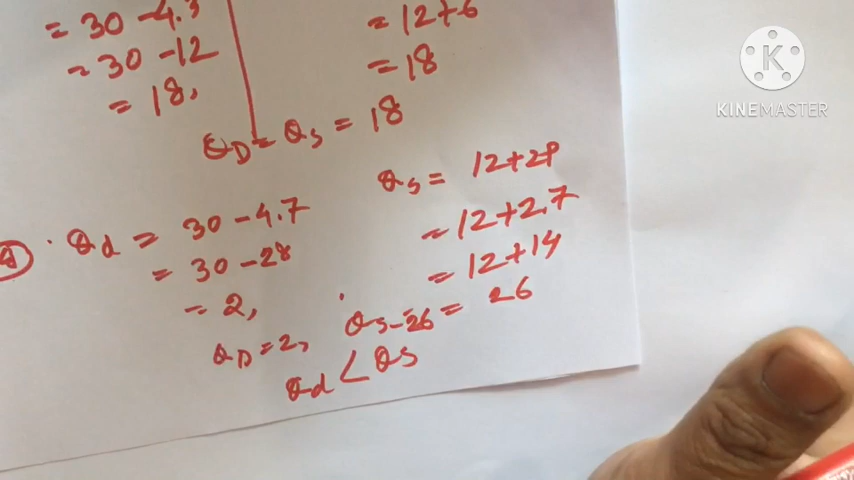 = 30 - 4.3
= 30 - 12
= 18,
= 12+6
= 18
QD = Qs = 18
Qd = 30 - 4.7
= 30 - 28
= 2,
Qs = 12+2P
= 12+2.7
= 12+14
= 26
QD = 2, Qs = 26
Qd < Qs
KINEMASTER